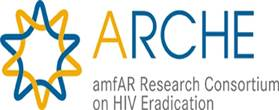 ARCHE
amfAR Research Consortium
on HIV Eradication